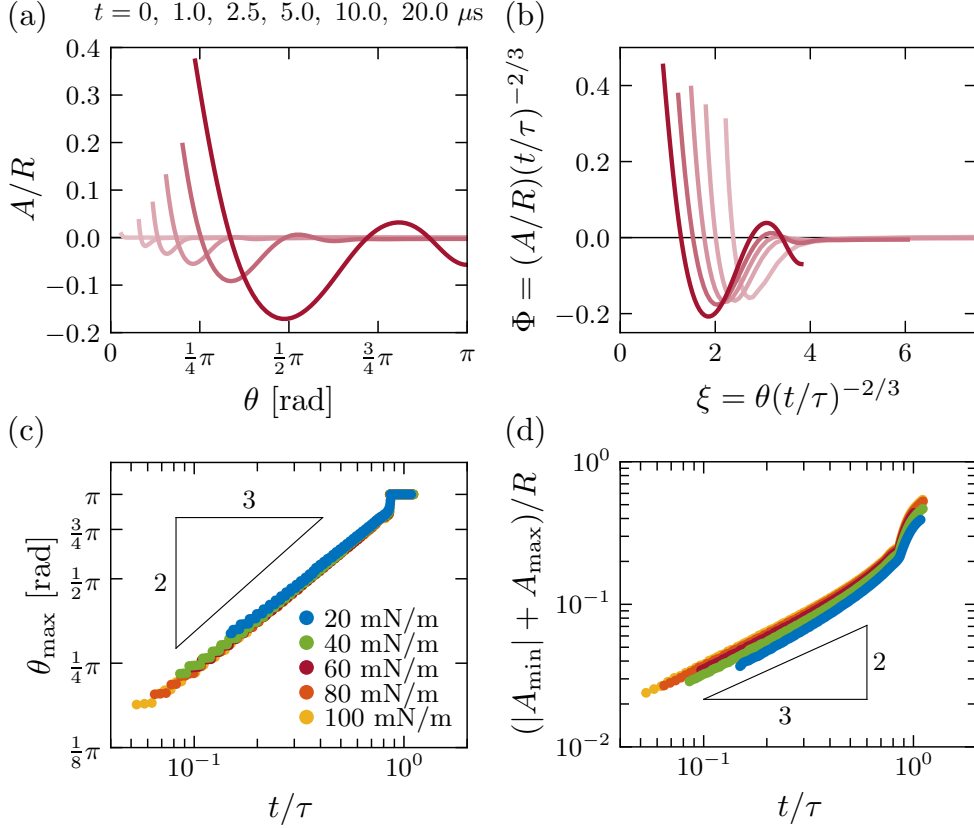 (a) t = 0, 1.0, 2.5, 5.0, 10.0, 20.0 μs
A/R
0.4
0.3
0.2
0.1
0.0
−0.1
−0.2
0 1/4π 1/2π 3/4π π
θ [rad]
(b)
Φ = (A/R)(t/τ)^−2/3
0.4
0.2
0.0
−0.2
0 2 4 6
ξ = θ(t/τ)^−2/3
(c)
θmax [rad]
π
3/4π
1/2π
1/4π
1/8π
3
2
20 mN/m
40 mN/m
60 mN/m
80 mN/m
100 mN/m
10^−1 10^0
t/τ
(d)
(|Amin| + Amax)/R
10^0
10^−1
10^−2
2
3
10^−1 10^0
t/τ